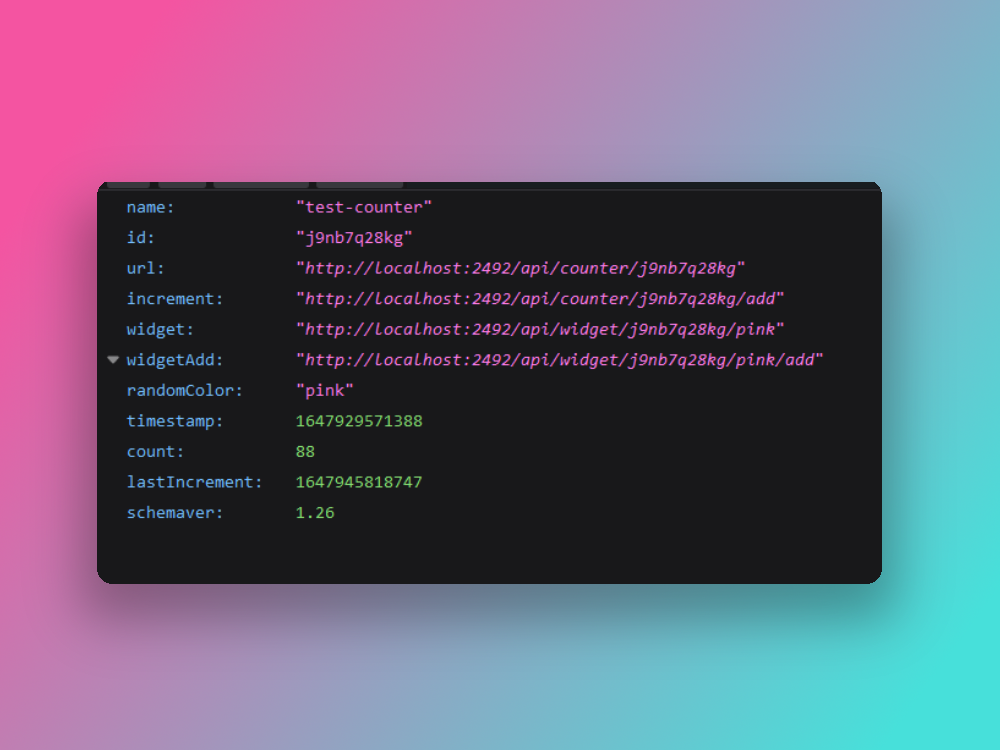 name: "test-counter"
id: "j9nb7q28kg"
url: "http://localhost:2492/api/counter/j9nb7q28kg"
increment: "http://localhost:2492/api/counter/j9nb7q28kg/add"
widget: "http://localhost:2492/api/widget/j9nb7q28kg/pink"
widgetAdd: "http://localhost:2492/api/widget/j9nb7q28kg/pink/add"
randomColor: "pink"
timestamp: 1647929571388
count: 88
lastIncrement: 1647945818747
schemaver: 1.26